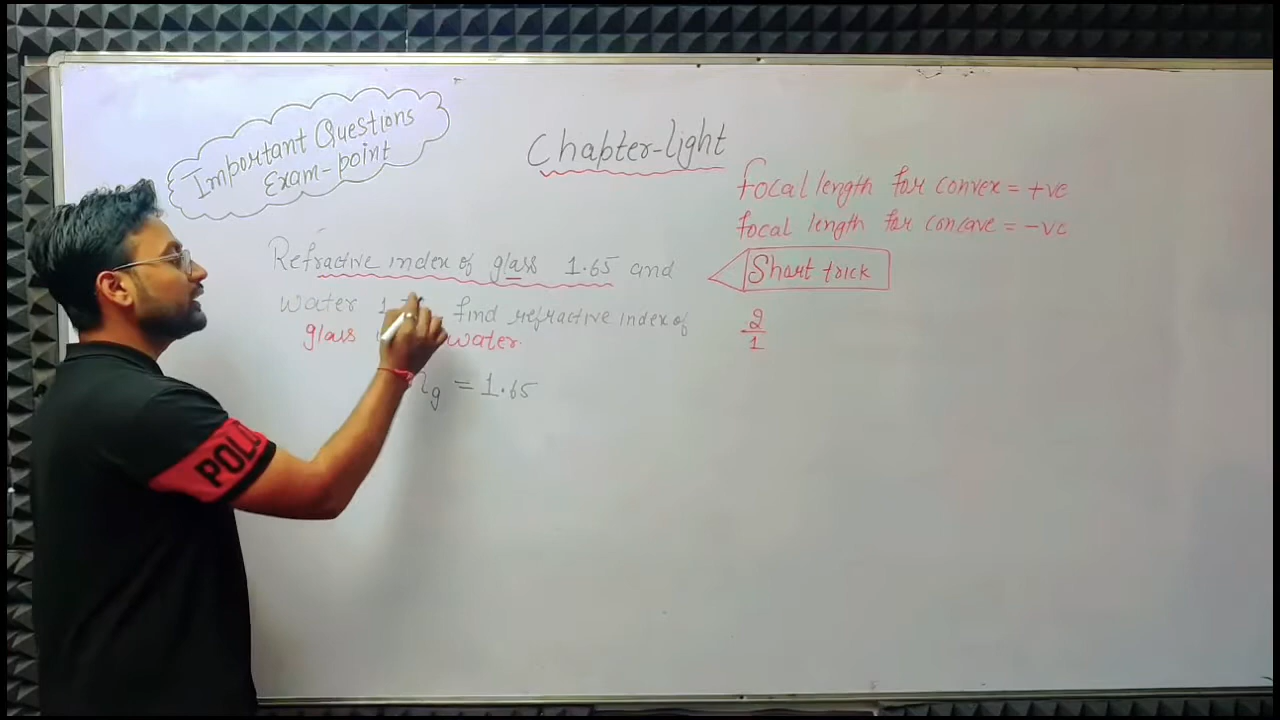 Important Questions
Exam-point
Chapter-light
focal length for convex = +ve
focal length for concave = -ve
Short trick
2
1
Refractive index of glass 1.65 and
water find refractive index of
glass water.
g = 1.65
POL